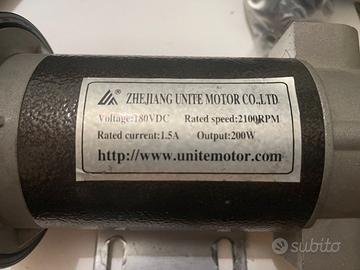 ZHEJIANG UNITE MOTOR CO.,LTD
Voltage:180VDC Rated speed:2100RPM
Rated current:1.5A Output:200W
http://www.unitemotor.com
subito